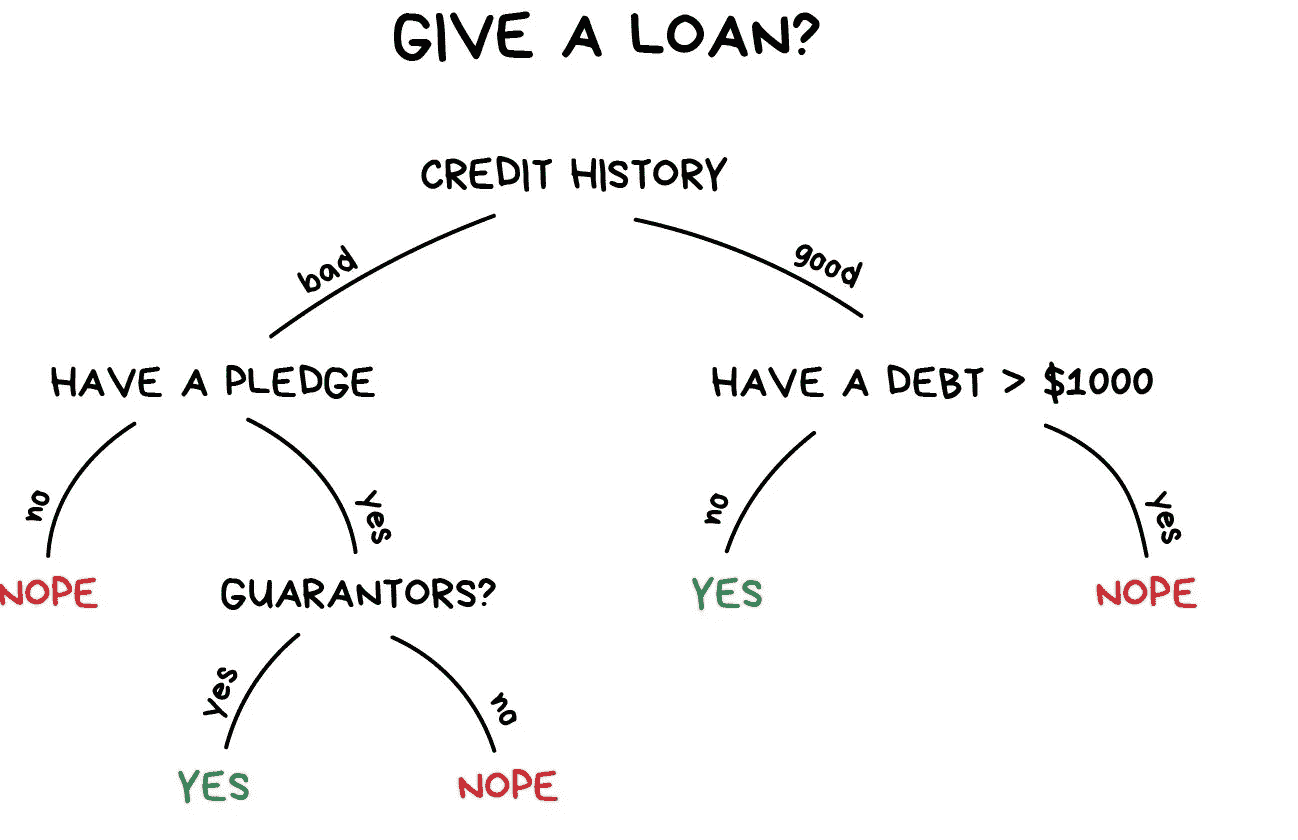 GIVE A LOAN?
CREDIT HISTORY
bad
good
HAVE A PLEDGE
HAVE A DEBT > $1000
no
yes
no
yes
NOPE
GUARANTORS?
YES
NOPE
yes
no
YES
NOPE